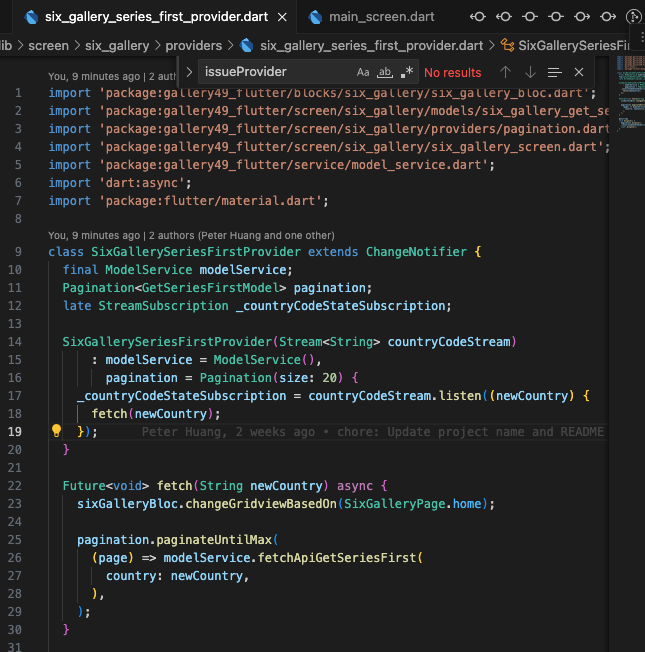 six_gallery_series_first_provider.dart
main_screen.dart
lib > screen > six_gallery > providers > six_gallery_series_first_provider.dart > SixGallerySeriesFir
You, 9 minutes ago | 2 auth
issueProvider
Aa ab .*
No results
1 import 'package:gallery49_flutter/blocks/six_gallery/six_gallery_bloc.dart';
2 import 'package:gallery49_flutter/screen/six_gallery/models/six_gallery_get_se
3 import 'package:gallery49_flutter/screen/six_gallery/providers/pagination.dart
4 import 'package:gallery49_flutter/screen/six_gallery/six_gallery_screen.dart';
5 import 'package:gallery49_flutter/service/model_service.dart';
6 import 'dart:async';
7 import 'package:flutter/material.dart';
8
You, 9 minutes ago | 2 authors (Peter Huang and one other)
9 class SixGallerySeriesFirstProvider extends ChangeNotifier {
10 final ModelService modelService;
11 Pagination<GetSeriesFirstModel> pagination;
12 late StreamSubscription _countryCodeStateSubscription;
13
14 SixGallerySeriesFirstProvider(Stream<String> countryCodeStream)
15 : modelService = ModelService(),
16 pagination = Pagination(size: 20) {
17 _countryCodeStateSubscription = countryCodeStream.listen((newCountry) {
18 fetch(newCountry);
19 }); Peter Huang, 2 weeks ago • chore: Update project name and README
20 }
21
22 Future<void> fetch(String newCountry) async {
23 sixGalleryBloc.changeGridviewBasedOn(SixGalleryPage.home);
24
25 pagination.paginateUntilMax(
26 (page) => modelService.fetchApiGetSeriesFirst(
27 country: newCountry,
28 ),
29 );
30 }
31